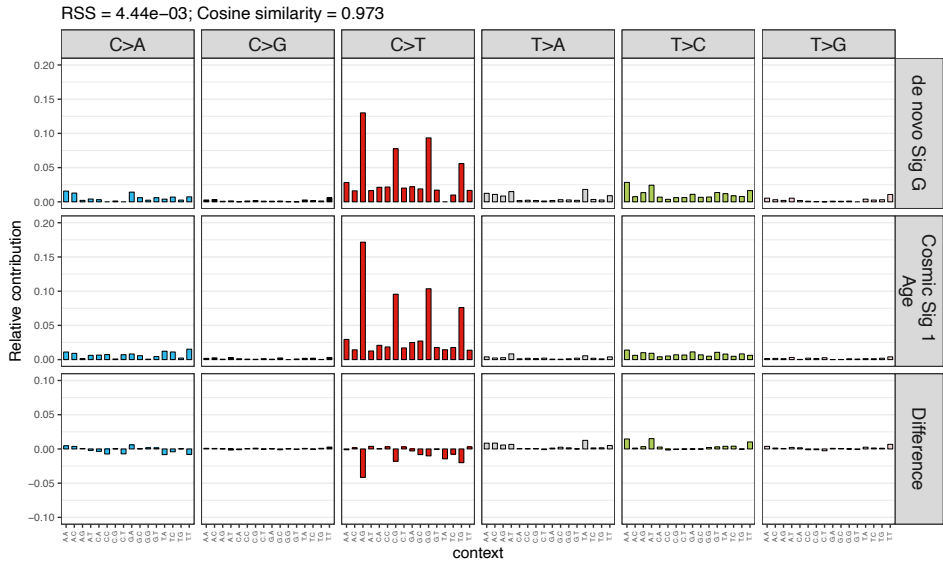 RSS = 4.44e−03; Cosine similarity = 0.973
C>A
C>G
C>T
T>A
T>C
T>G
Relative contribution
0.20
0.15
0.10
0.05
0.00
de novo Sig G
0.20
0.15
0.10
0.05
0.00
Cosmic Sig 1
Age
0.10
0.05
0.00
−0.05
−0.10
Difference
A.A A.C A.G A.T C.A C.C C.G C.T G.A G.C G.G G.T T.A T.C T.G T.T
A.A A.C A.G A.T C.A C.C C.G C.T G.A G.C G.G G.T T.A T.C T.G T.T
A.A A.C A.G A.T C.A C.C C.G C.T G.A G.C G.G G.T T.A T.C T.G T.T
A.A A.C A.G A.T C.A C.C C.G C.T G.A G.C G.G G.T T.A T.C T.G T.T
A.A A.C A.G A.T C.A C.C C.G C.T G.A G.C G.G G.T T.A T.C T.G T.T
A.A A.C A.G A.T C.A C.C C.G C.T G.A G.C G.G G.T T.A T.C T.G T.T
context